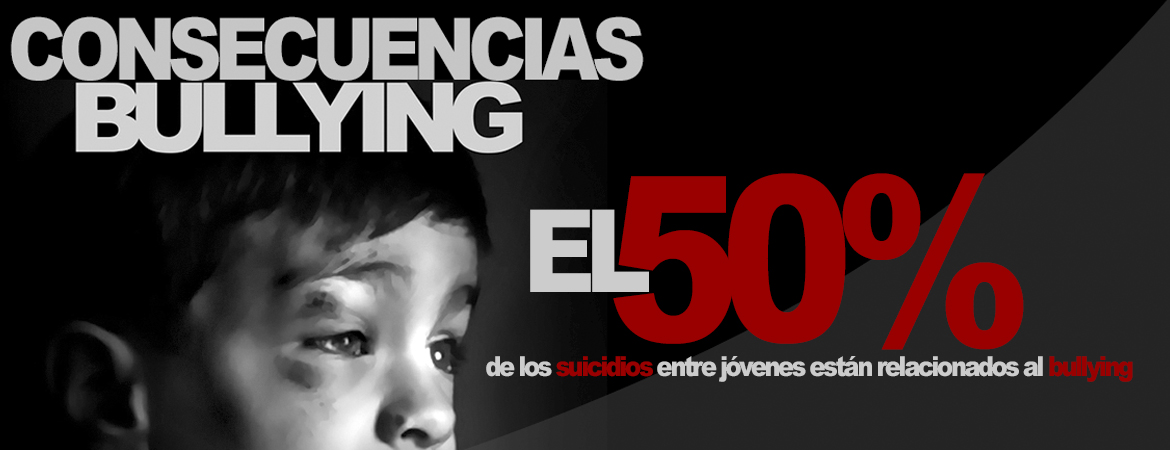 CONSECUENCIAS
BULLYING
EL 50%
de los suicidios entre jóvenes están relacionados al bullying